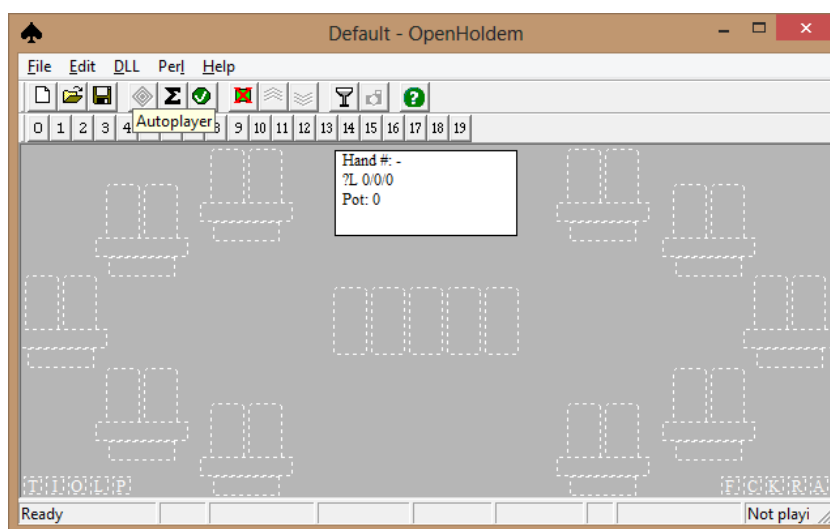 Default - OpenHoldem
File Edit DLL Perl Help
Autoplayer
0 1 2 3 4 8 9 10 11 12 13 14 15 16 17 18 19
Hand #: -
?L 0/0/0
Pot: 0
T I O L P
F C K R A
Ready
Not playi